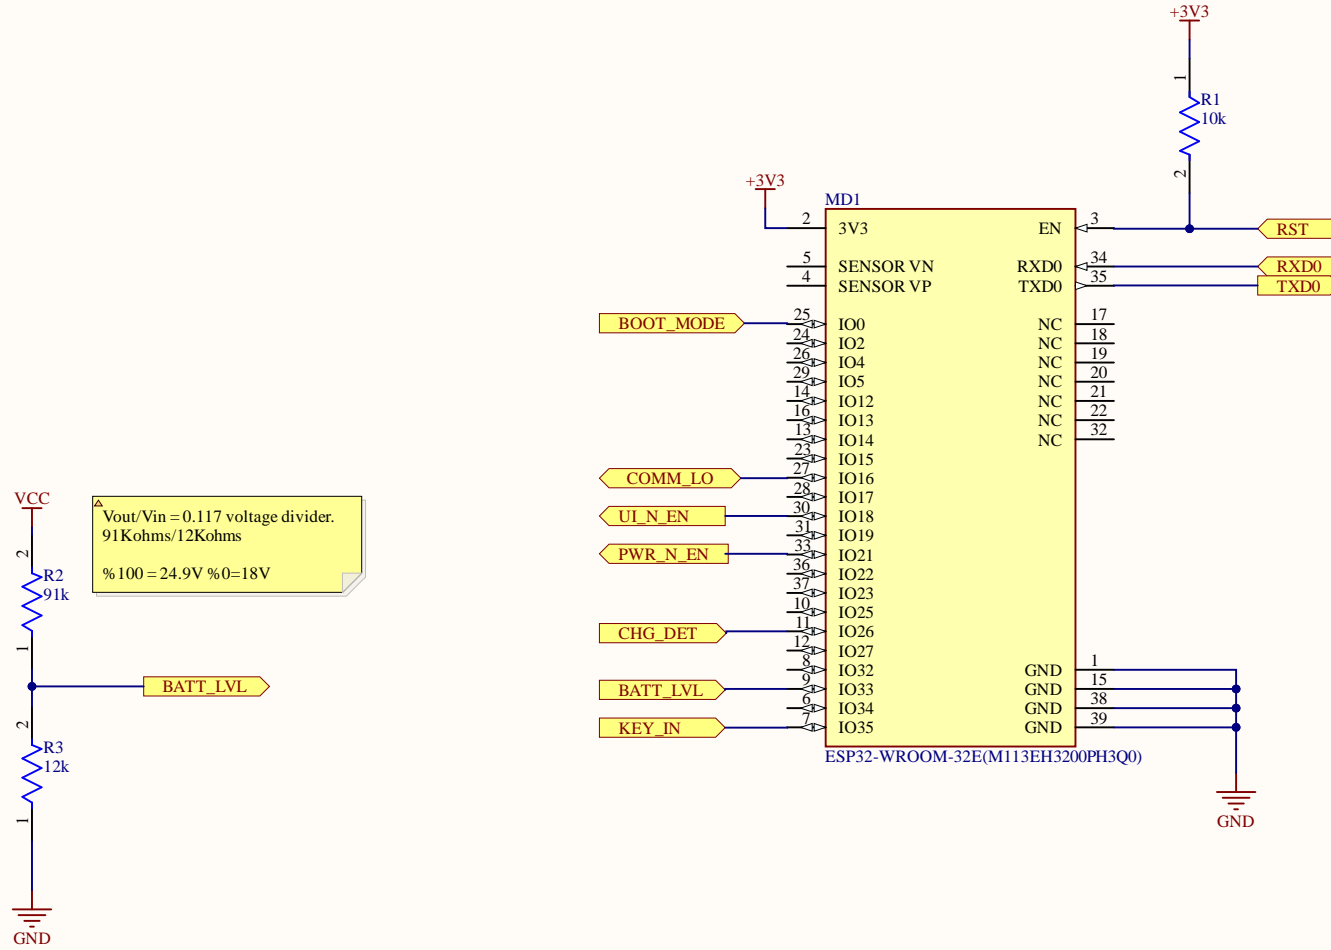 +3V3
1
R1
10k
2
+3V3
MD1
2
3V3
EN
3
RST
5
SENSOR VN
RXD0
34
RXD0
4
SENSOR VP
TXD0
35
TXD0
BOOT_MODE
25
IO0
NC
17
24
IO2
NC
18
26
IO4
NC
19
29
IO5
NC
20
14
IO12
NC
21
16
IO13
NC
22
13
IO14
NC
32
23
IO15
COMM_LO
27
IO16
28
IO17
UI_N_EN
30
IO18
31
IO19
PWR_N_EN
33
IO21
36
IO22
37
IO23
10
IO25
CHG_DET
11
IO26
12
IO27
8
IO32
GND
1
BATT_LVL
9
IO33
GND
15
6
IO34
GND
38
KEY_IN
7
IO35
GND
39
ESP32-WROOM-32E(M113EH3200PH3Q0)
GND
VCC
Vout/Vin = 0.117 voltage divider.
91Kohms/12Kohms
%100 = 24.9V %0=18V
2
R2
91k
1
BATT_LVL
2
R3
12k
1
GND